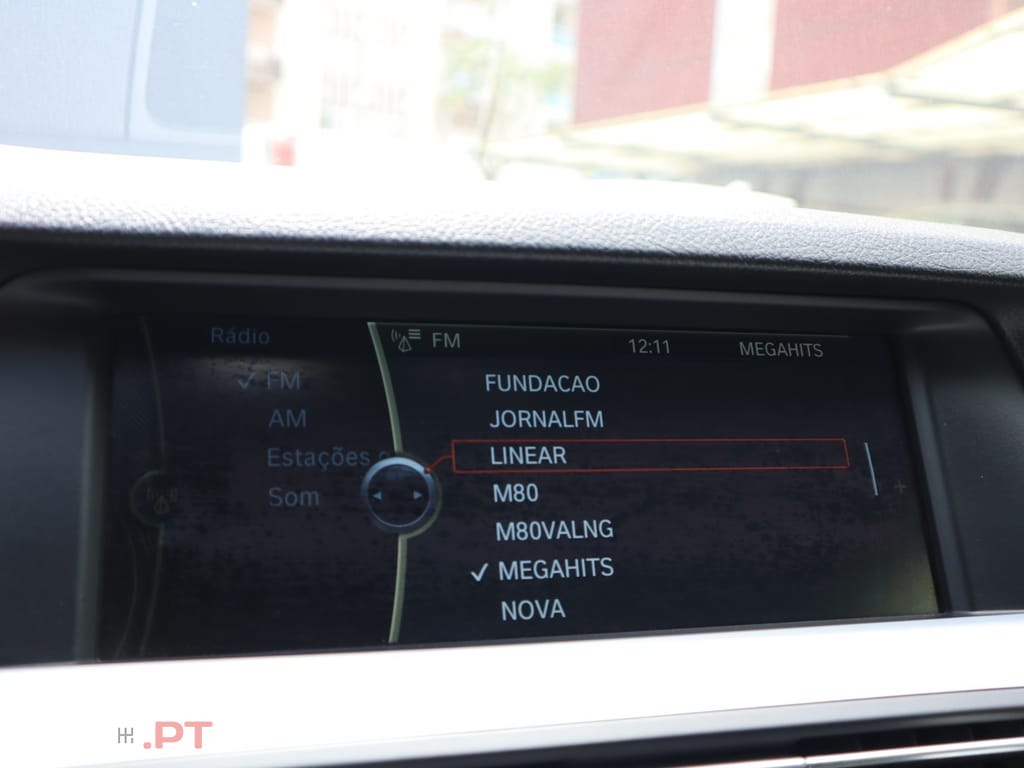 Rádio
FM
AM
Estações
Som
FM 12:11 MEGAHITS
FUNDACAO
JORNALFM
LINEAR
M80
M80VALNG
MEGAHITS
NOVA
.PT